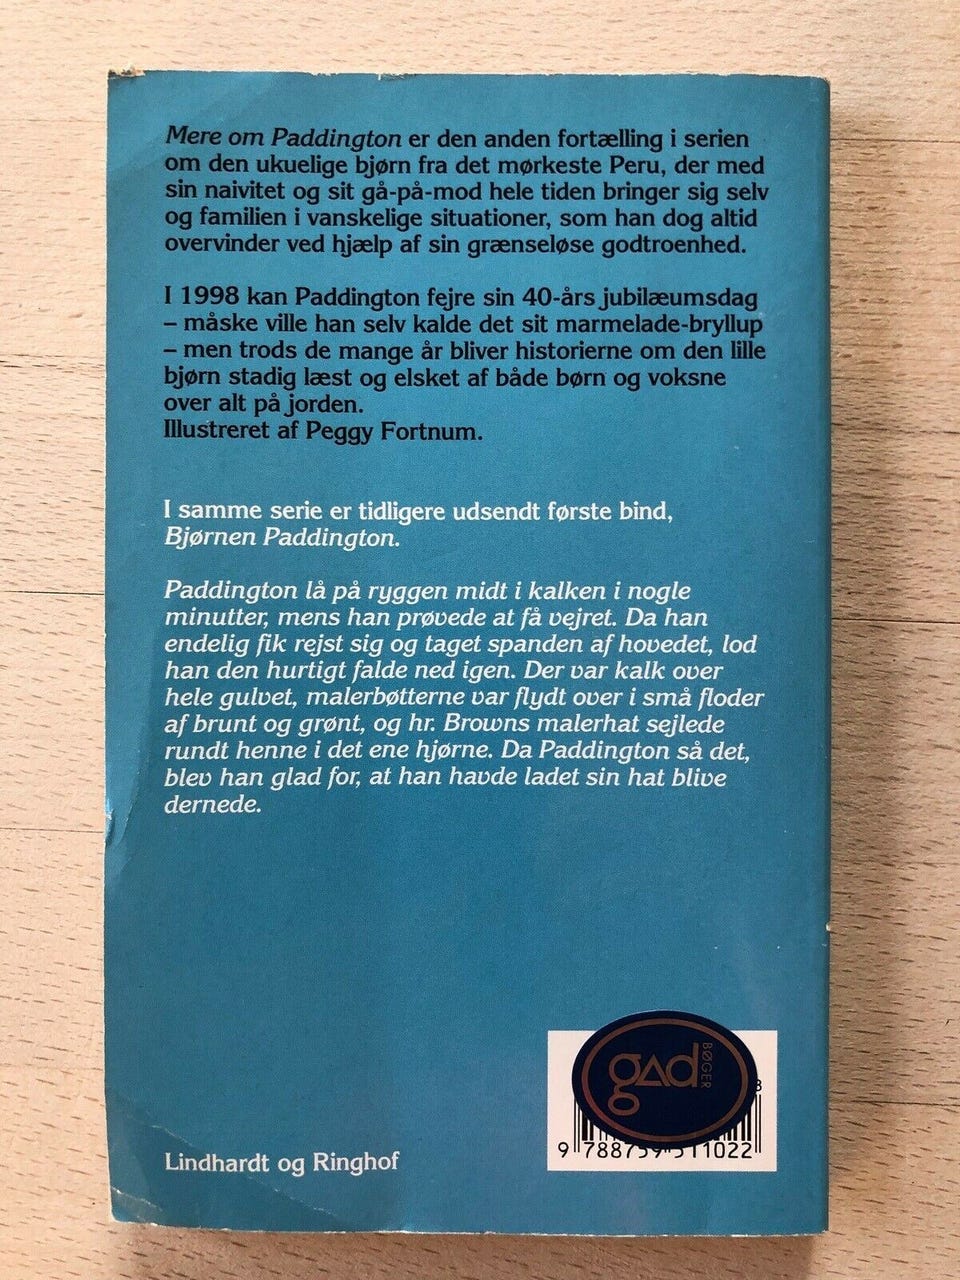 Mere om Paddington er den anden fortælling i serien
om den ukuelige bjørn fra det mørkeste Peru, der med
sin naivitet og sit gå-på-mod hele tiden bringer sig selv
og familien i vanskelige situationer, som han dog altid
overvinder ved hjælp af sin grænseløse godtroenhed.
I 1998 kan Paddington fejre sin 40-års jubilæumsdag
– måske ville han selv kalde det sit marmelade-bryllup
– men trods de mange år bliver historierne om den lille
bjørn stadig læst og elsket af både børn og voksne
over alt på jorden.
Illustreret af Peggy Fortnum.
I samme serie er tidligere udsendt første bind,
Bjørnen Paddington.
Paddington lå på ryggen midt i kalken i nogle
minutter, mens han prøvede at få vejret. Da han
endelig fik rejst sig og taget spanden af hovedet, lod
han den hurtigt falde ned igen. Der var kalk over
hele gulvet, malerbøtterne var flydt over i små floder
af brunt og grønt, og hr. Browns malerhat sejlede
rundt henne i det ene hjørne. Da Paddington så det,
blev han glad for, at han havde ladet sin hat blive
dernede.
gad
BØGER
Lindhardt og Ringhof
9 788759 511022